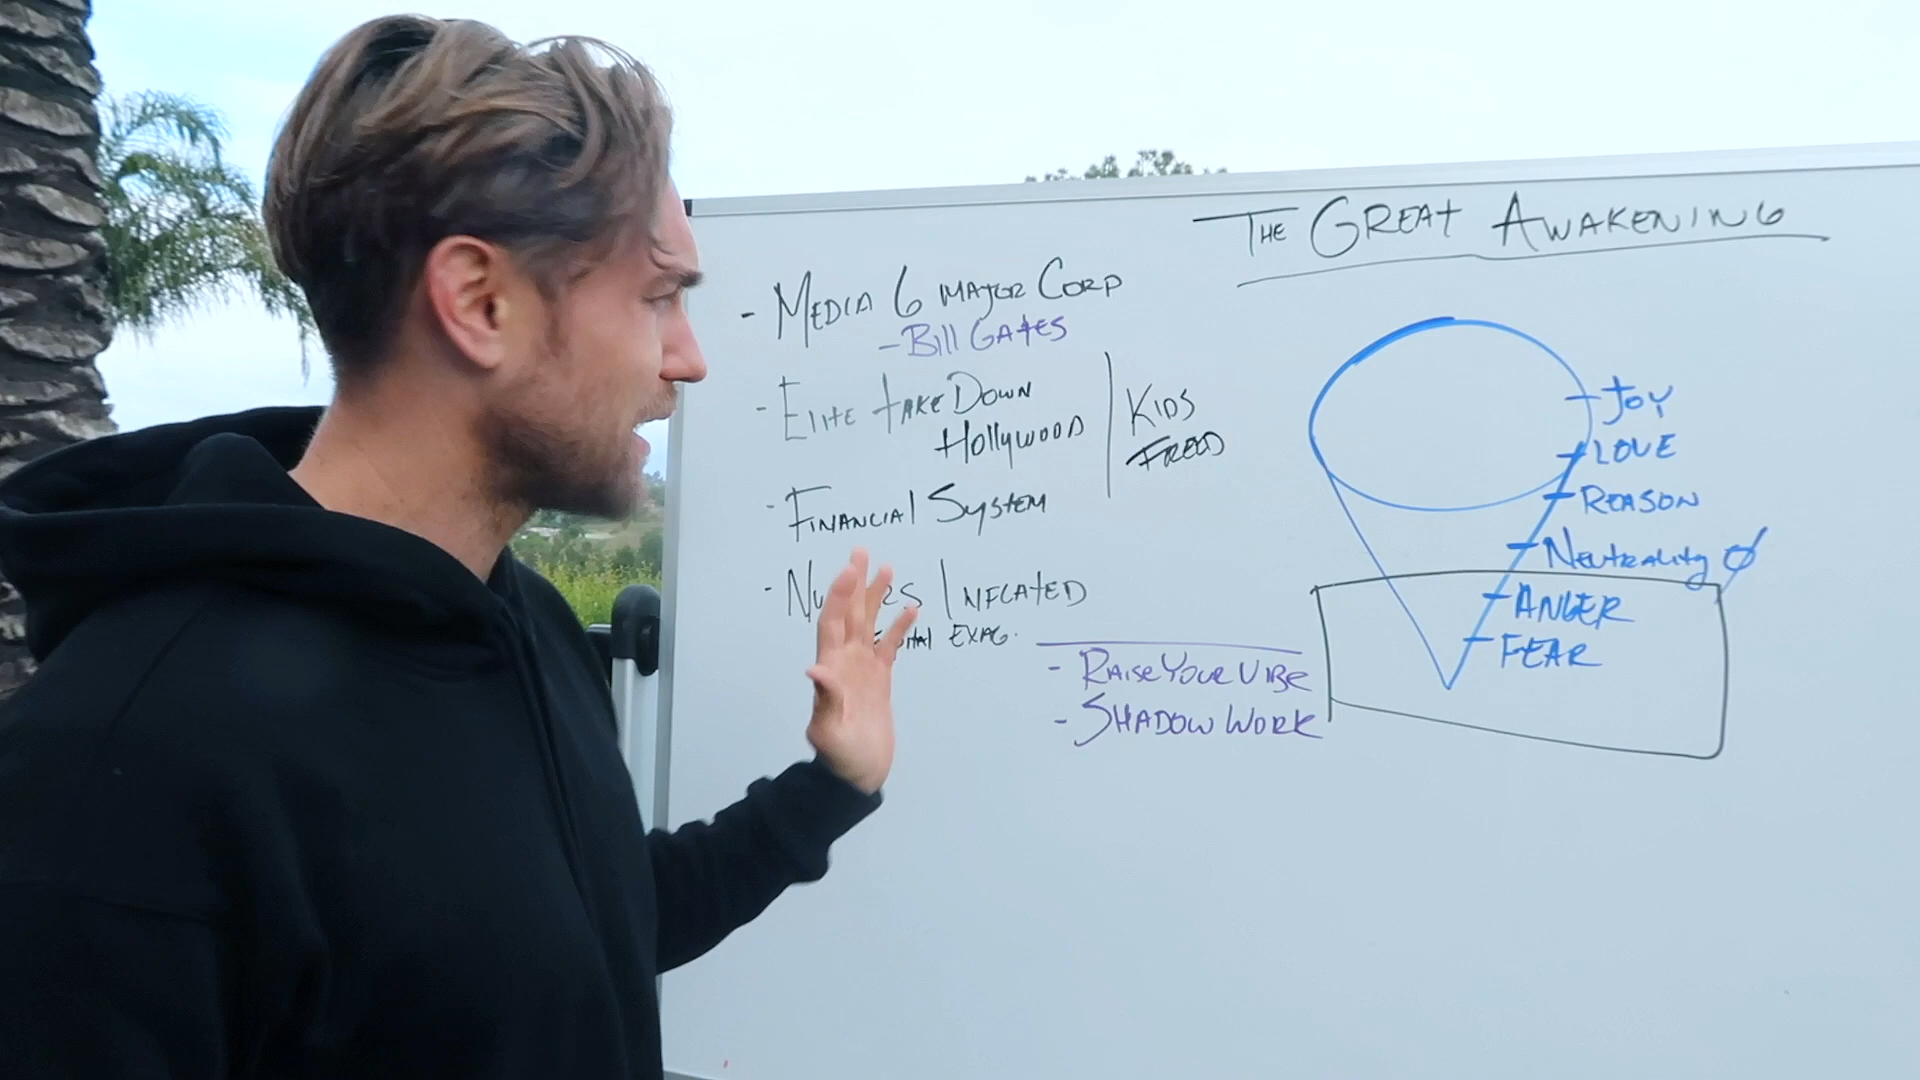 THE GREAT AWAKENING
- MEDIA 6 MAJOR CORP
- BILL GATES
- ELITE TAKE DOWN
HOLLYWOOD
KIDS
FREED
- FINANCIAL SYSTEM
- INFLATED
EXAG.
- RAISE YOUR VIBE
- SHADOW WORK
JOY
LOVE
REASON
NEUTRALITY
ANGER
FEAR